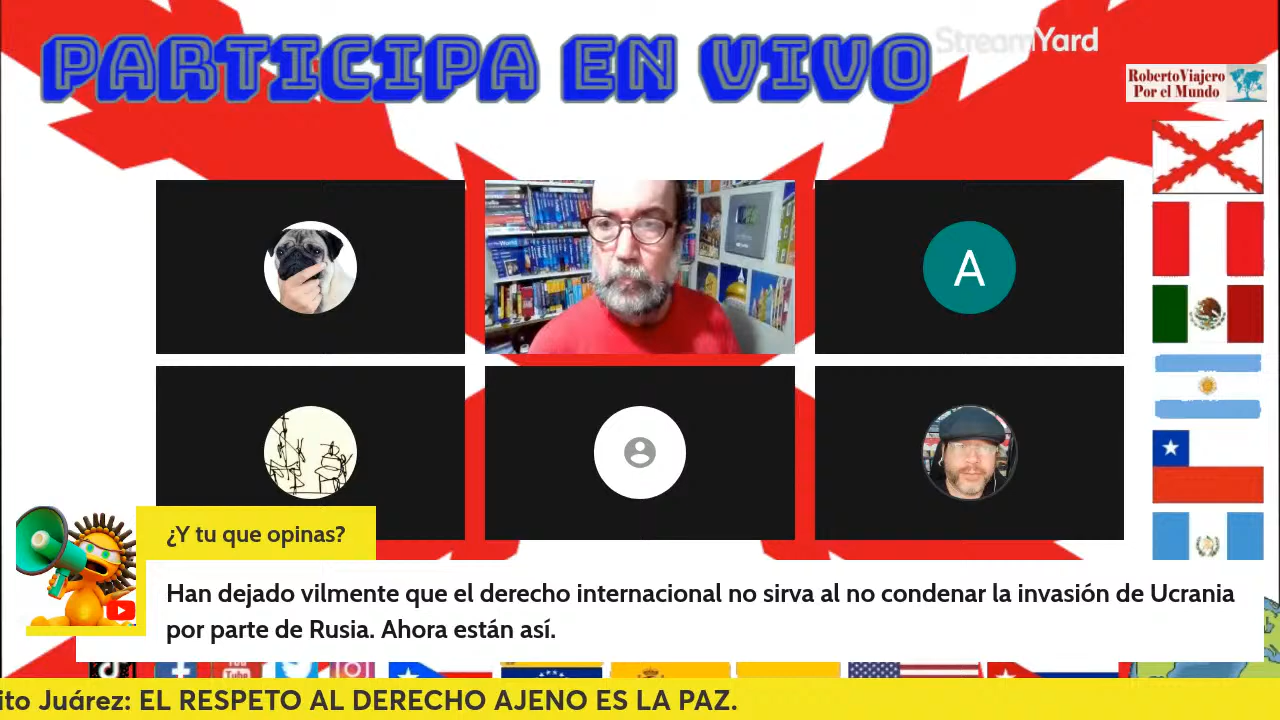 PARTICIPA EN VIVO
StreamYard
RobertoViajero
Por el Mundo
A
¿Y tu que opinas?
Han dejado vilmente que el derecho internacional no sirva al no condenar la invasión de Ucrania
por parte de Rusia. Ahora están así.
ito Juárez: EL RESPETO AL DERECHO AJENO ES LA PAZ.